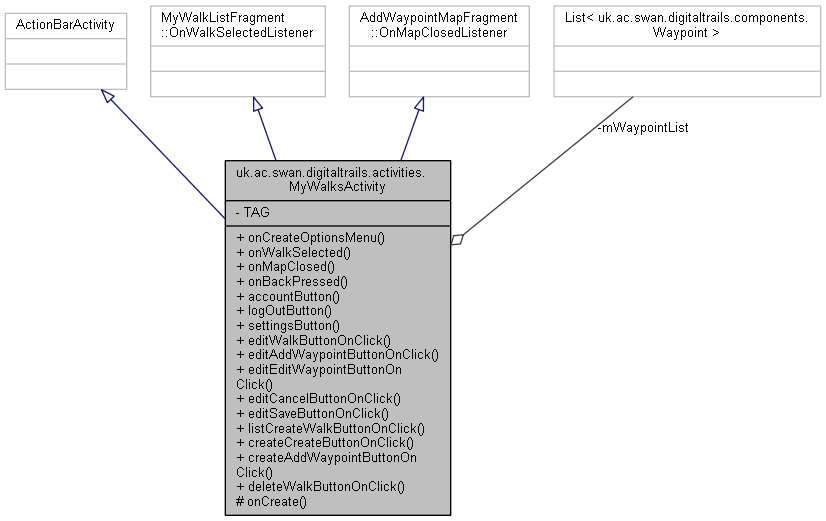 ActionBarActivity
MyWalkListFragment
::OnWalkSelectedListener
AddWaypointMapFragment
::OnMapClosedListener
List< uk.ac.swan.digitaltrails.components.
Waypoint >
-mWaypointList
uk.ac.swan.digitaltrails.activities.
MyWalksActivity
- TAG
+ onCreateOptionsMenu()
+ onWalkSelected()
+ onMapClosed()
+ onBackPressed()
+ accountButton()
+ logOutButton()
+ settingsButton()
+ editWalkButtonOnClick()
+ editAddWaypointButtonOnClick()
+ editEditWaypointButtonOn
Click()
+ editCancelButtonOnClick()
+ editSaveButtonOnClick()
+ listCreateWalkButtonOnClick()
+ createCreateButtonOnClick()
+ createAddWaypointButtonOn
Click()
+ deleteWalkButtonOnClick()
# onCreate()